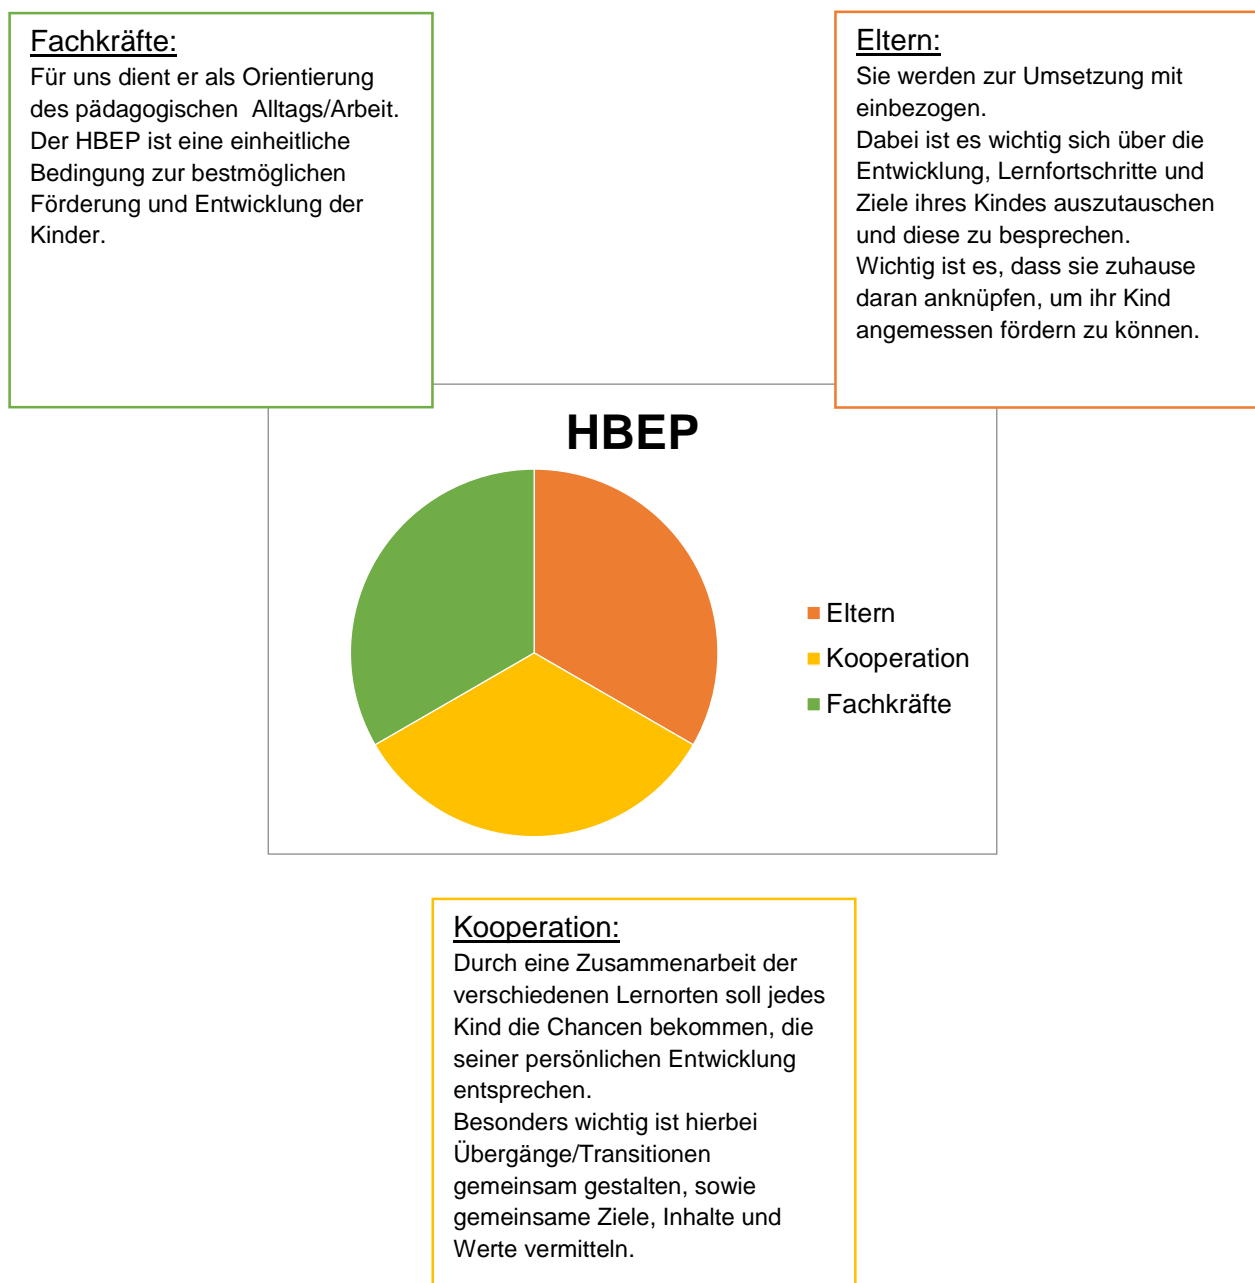 Fachkräfte:
Für uns dient er als Orientierung
des pädagogischen  Alltags/Arbeit.
Der HBEP ist eine einheitliche
Bedingung zur bestmöglichen
Förderung und Entwicklung der
Kinder.
Eltern:
Sie werden zur Umsetzung mit
einbezogen.
Dabei ist es wichtig sich über die
Entwicklung, Lernfortschritte und
Ziele ihres Kindes auszutauschen
und diese zu besprechen.
Wichtig ist es, dass sie zuhause
daran anknüpfen, um ihr Kind
angemessen fördern zu können.
HBEP
Eltern
Kooperation
Fachkräfte
Kooperation:
Durch eine Zusammenarbeit der
verschiedenen Lernorten soll jedes
Kind die Chancen bekommen, die
seiner persönlichen Entwicklung
entsprechen.
Besonders wichtig ist hierbei
Übergänge/Transitionen
gemeinsam gestalten, sowie
gemeinsame Ziele, Inhalte und
Werte vermitteln.